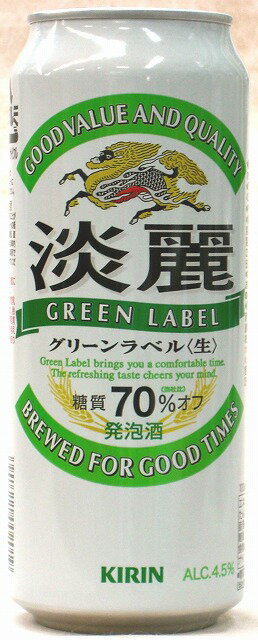 GOOD VALUE AND QUALITY
淡麗
GREEN LABEL
グリーンラベル〈生〉
Green Label brings you a comfortable time.
The refreshing taste cheers your mind.
糖質70%オフ
発泡酒
BREWED FOR GOOD TIMES
KIRIN
ALC.4.5%